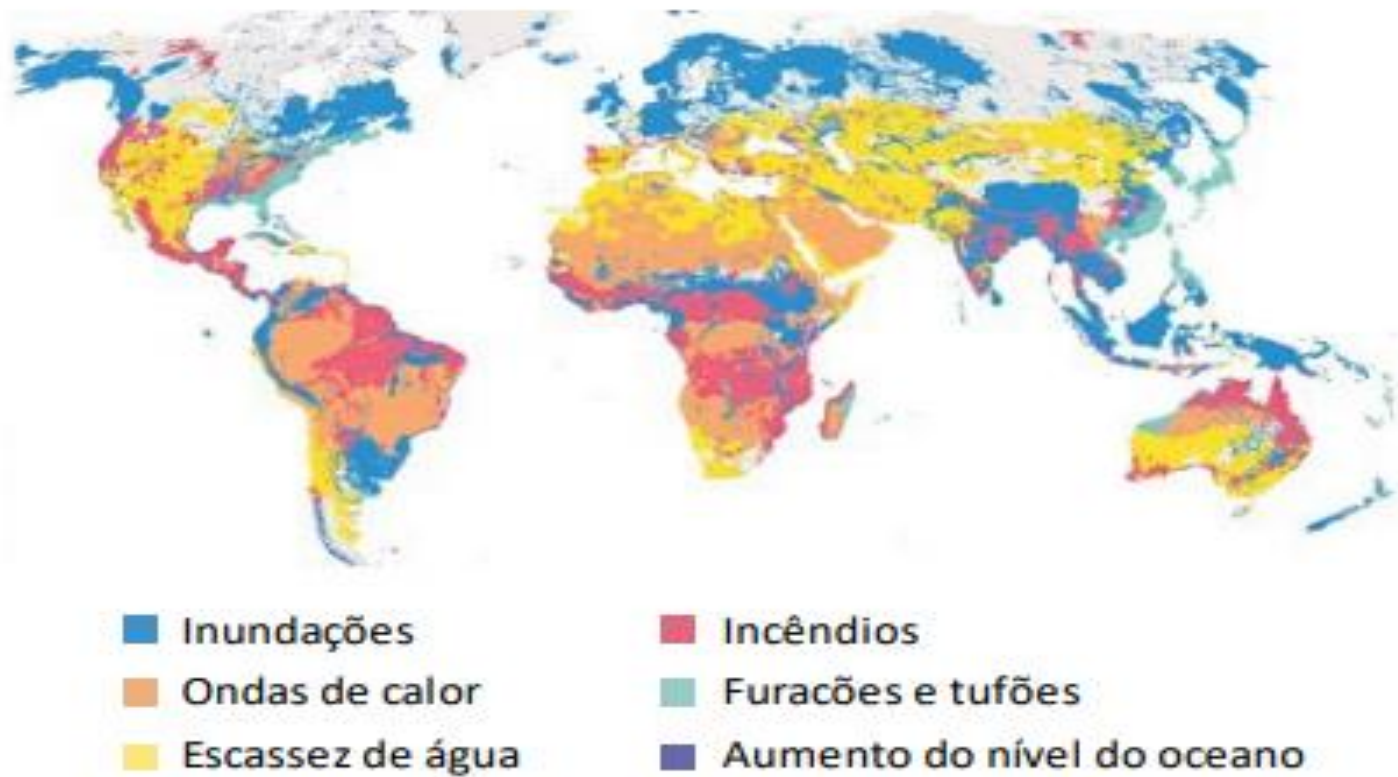 Inundações
Incêndios
Ondas de calor
Furacões e tufões
Escassez de água
Aumento do nível do oceano